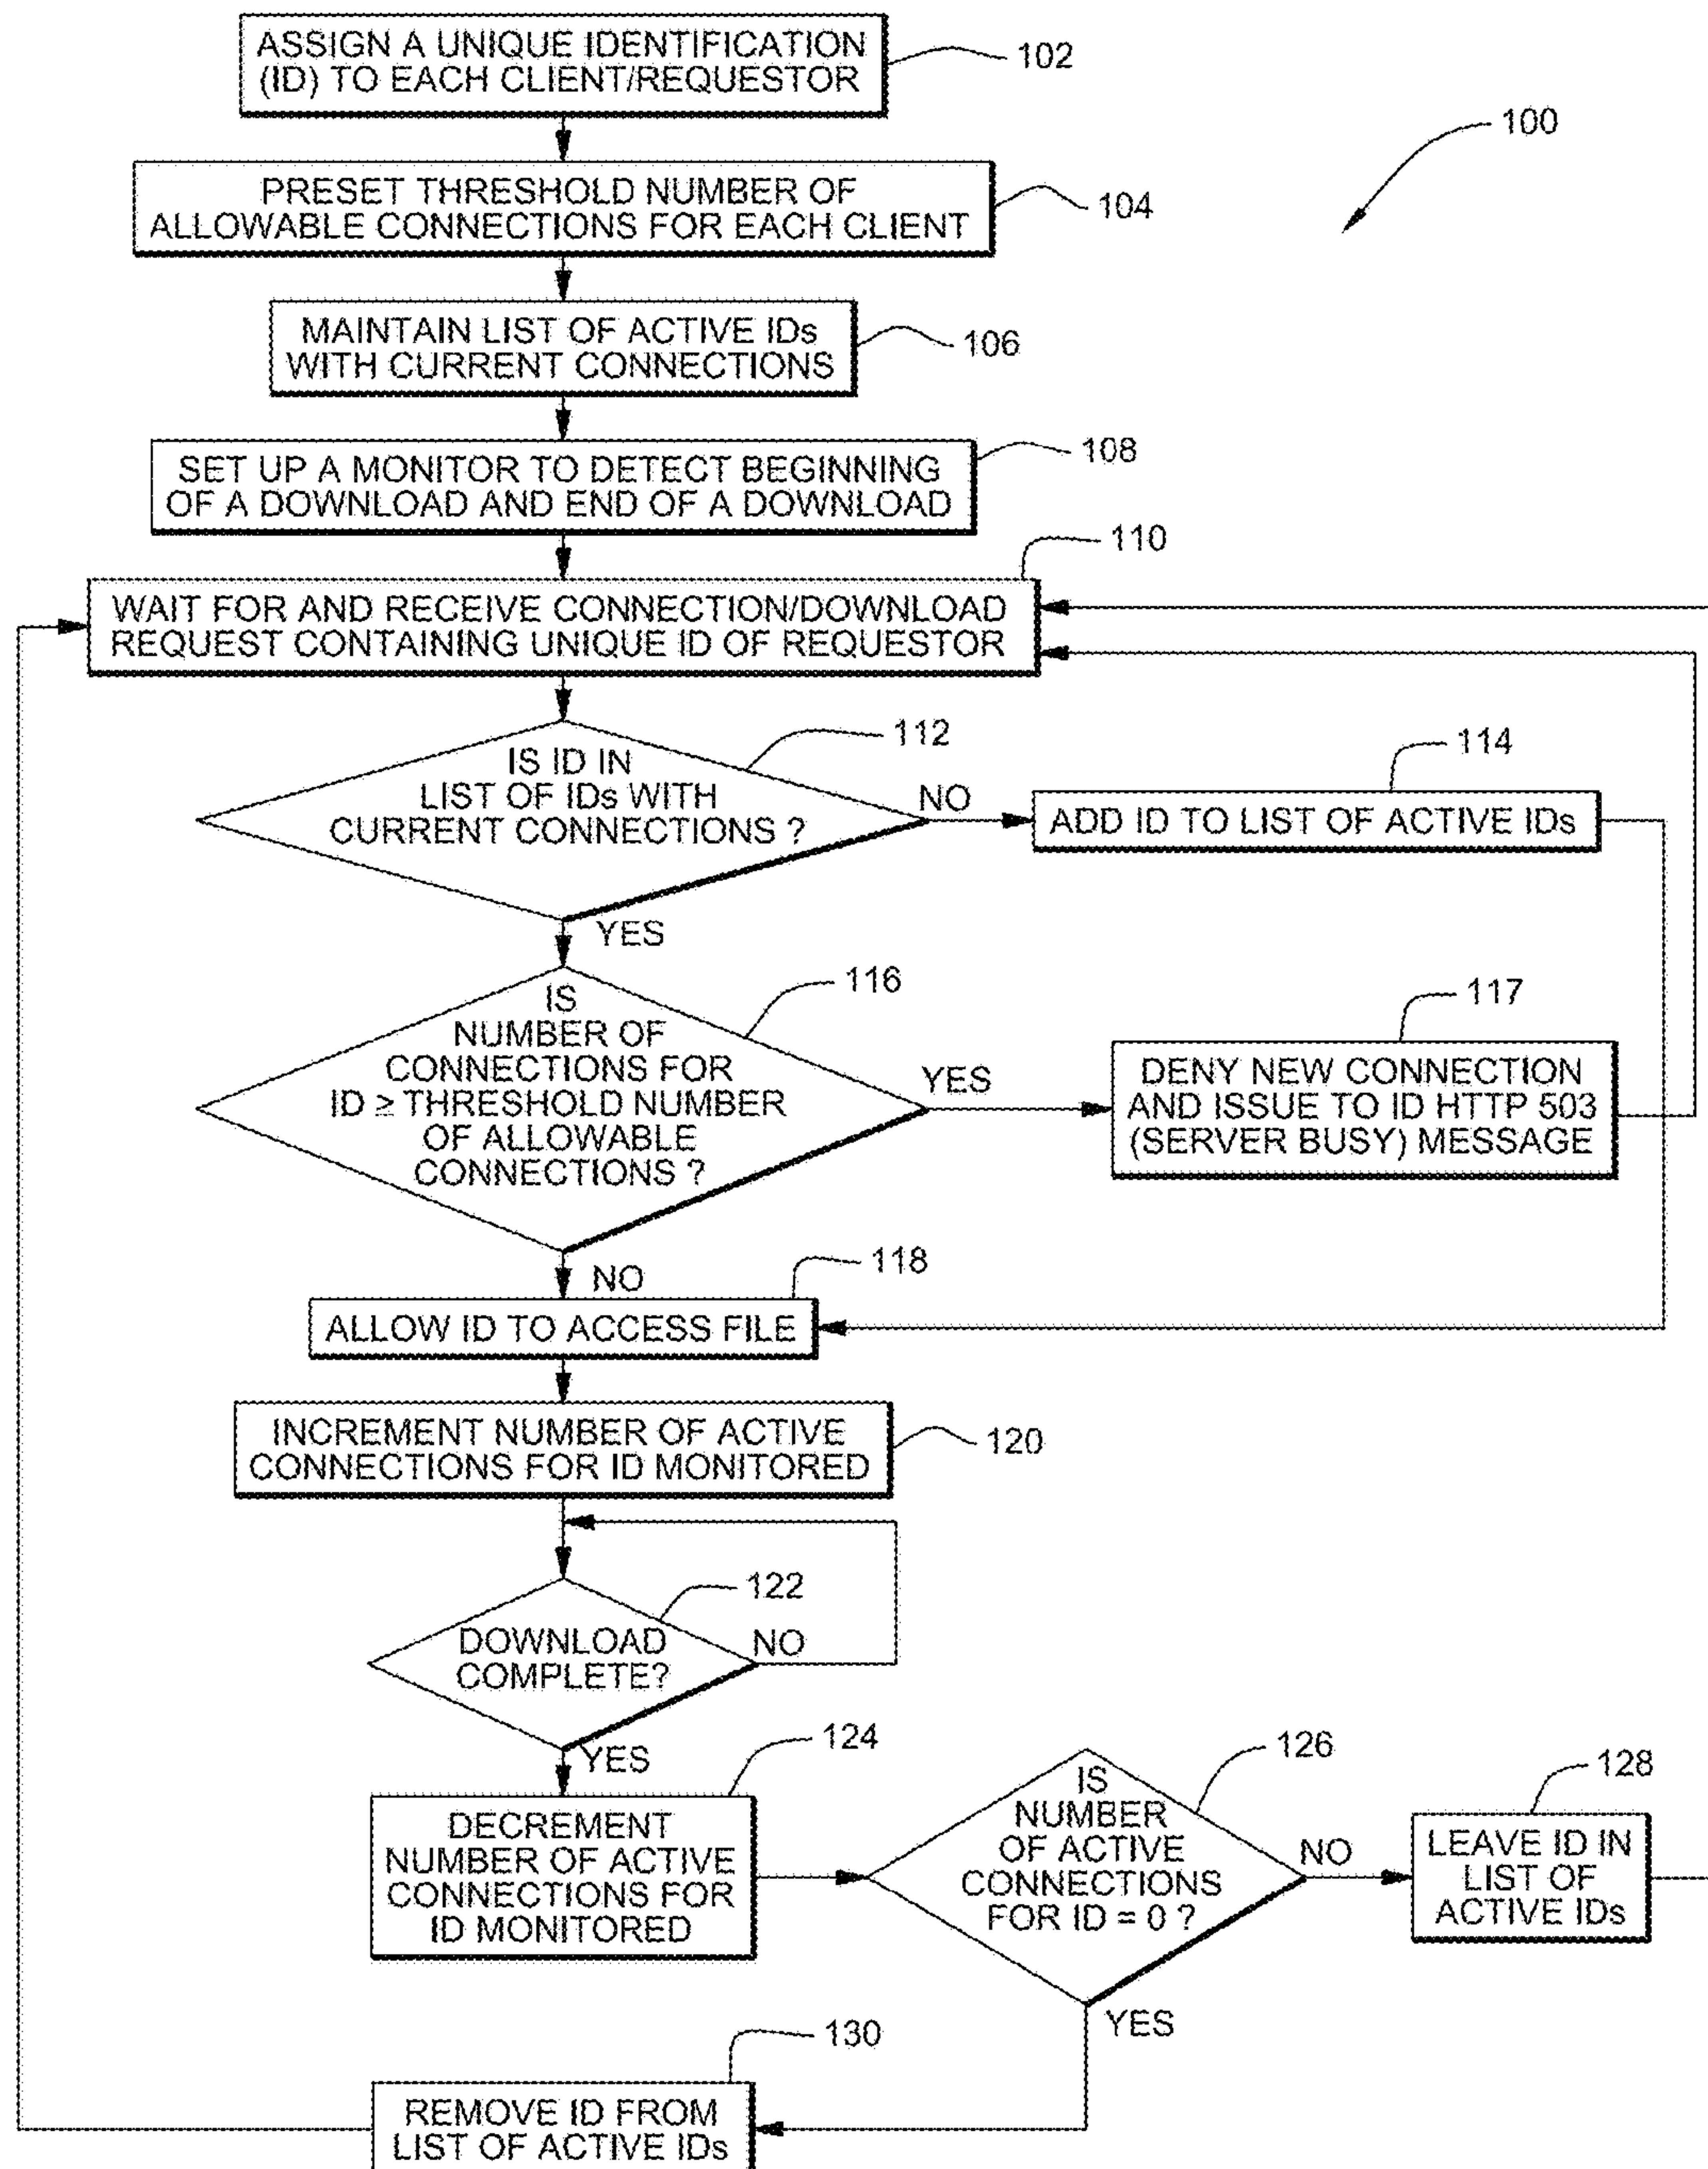 ASSIGN A UNIQUE IDENTIFICATION
(ID) TO EACH CLIENT/REQUESTOR
102
100
PRESET THRESHOLD NUMBER OF
ALLOWABLE CONNECTIONS FOR EACH CLIENT
104
MAINTAIN LIST OF ACTIVE IDs
WITH CURRENT CONNECTIONS
106
SET UP A MONITOR TO DETECT BEGINNING
OF A DOWNLOAD AND END OF A DOWNLOAD
108
110
WAIT FOR AND RECEIVE CONNECTION/DOWNLOAD
REQUEST CONTAINING UNIQUE ID OF REQUESTOR
112
IS ID IN
LIST OF IDs WITH
CURRENT CONNECTIONS ?
NO
114
ADD ID TO LIST OF ACTIVE IDs
YES
116
IS
NUMBER OF
CONNECTIONS FOR
ID ≥ THRESHOLD NUMBER
OF ALLOWABLE
CONNECTIONS ?
YES
117
DENY NEW CONNECTION
AND ISSUE TO ID HTTP 503
(SERVER BUSY) MESSAGE
NO
118
ALLOW ID TO ACCESS FILE
INCREMENT NUMBER OF ACTIVE
CONNECTIONS FOR ID MONITORED
120
122
DOWNLOAD
COMPLETE?
NO
YES
124
DECREMENT
NUMBER OF ACTIVE
CONNECTIONS FOR
ID MONITORED
126
IS
NUMBER
OF ACTIVE
CONNECTIONS
FOR ID = 0 ?
NO
128
LEAVE ID IN
LIST OF
ACTIVE IDs
YES
130
REMOVE ID FROM
LIST OF ACTIVE IDs